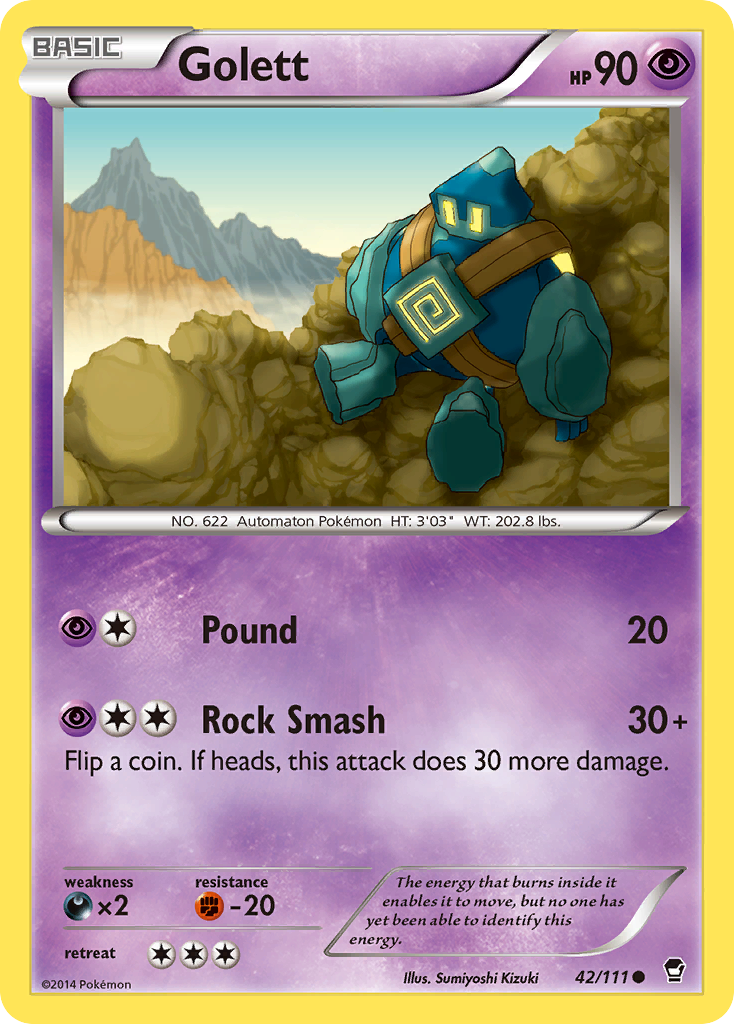 BASIC
Golett
HP90
NO. 622 Automaton Pokémon HT: 3'03" WT: 202.8 lbs.
Pound 20
Rock Smash 30+
Flip a coin. If heads, this attack does 30 more damage.
weakness
×2
resistance
-20
retreat
The energy that burns inside it
enables it to move, but no one has
yet been able to identify this
energy.
©2014 Pokémon
Illus. Sumiyoshi Kizuki
42/111